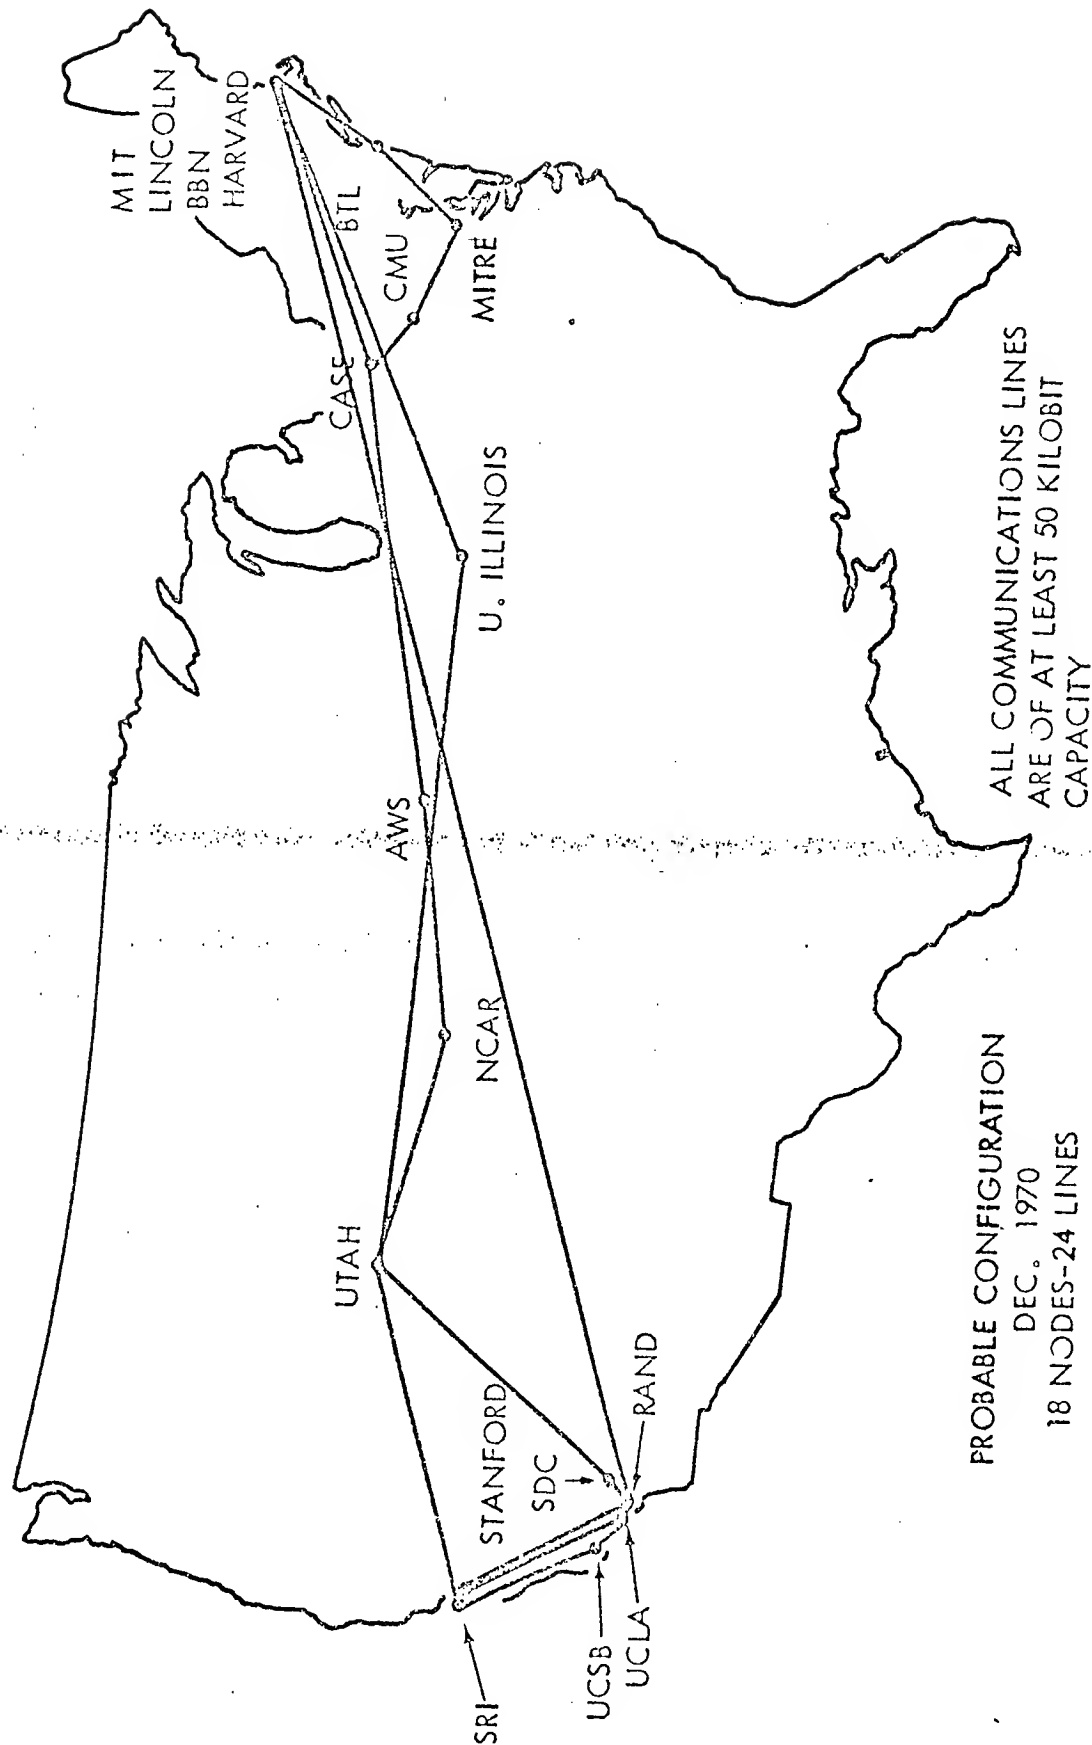 MIT
LINCOLN
BBN
HARVARD
BTL
CMU
CASE
MITRE
U. ILLINOIS
AWS
NCAR
UTAH
STANFORD
SDC
RAND
SRI
UCSB
UCLA
ALL COMMUNICATIONS LINES
ARE OF AT LEAST 50 KILOBIT
CAPACITY
PROBABLE CONFIGURATION
DEC. 1970
18 NODES-24 LINES